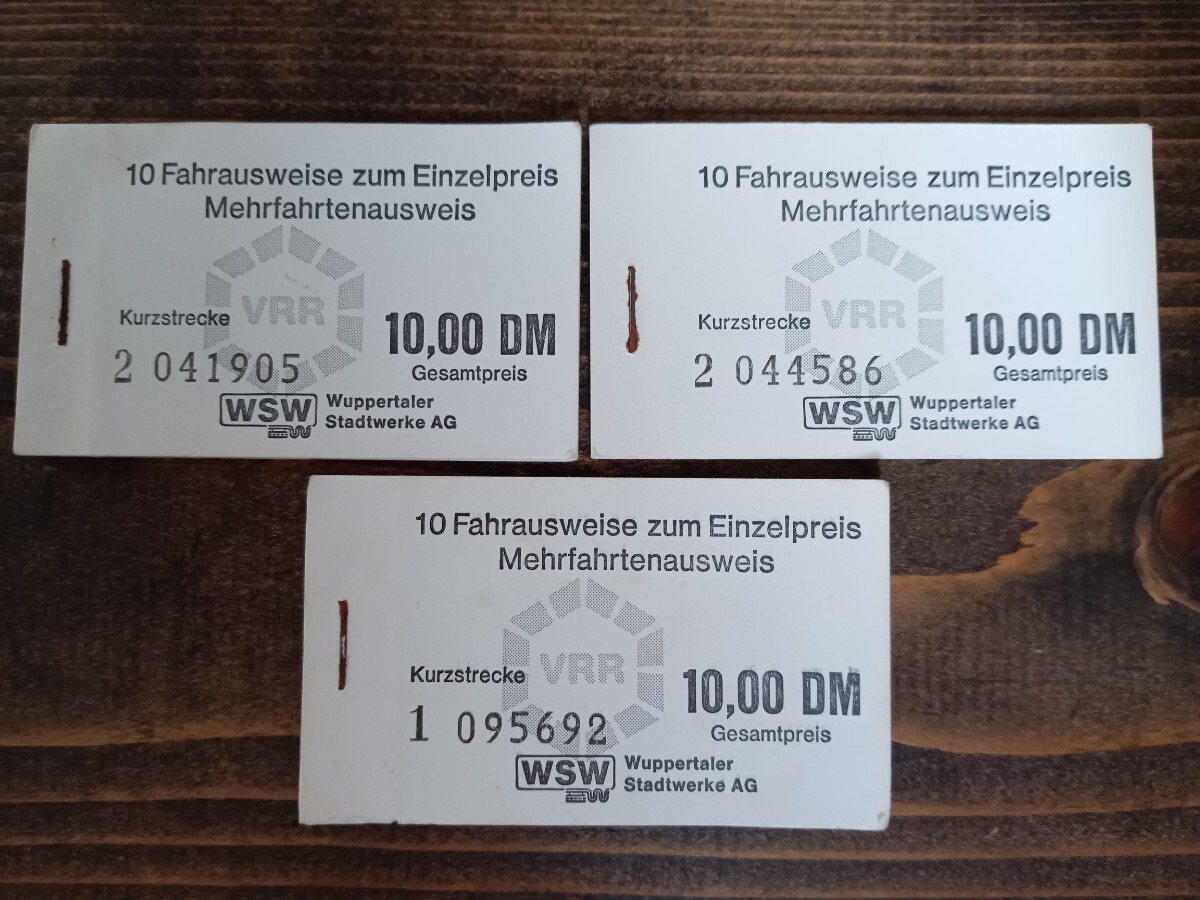 10 Fahrausweise zum Einzelpreis
Mehrfahrtenausweis
VRR
Kurzstrecke
10,00 DM
2 041905
Gesamtpreis
WSW
Wuppertaler
Stadtwerke AG
10 Fahrausweise zum Einzelpreis
Mehrfahrtenausweis
VRR
Kurzstrecke
10,00 DM
2 044586
Gesamtpreis
WSW
Wuppertaler
Stadtwerke AG
10 Fahrausweise zum Einzelpreis
Mehrfahrtenausweis
VRR
Kurzstrecke
10,00 DM
1 095692
Gesamtpreis
WSW
Wuppertaler
Stadtwerke AG